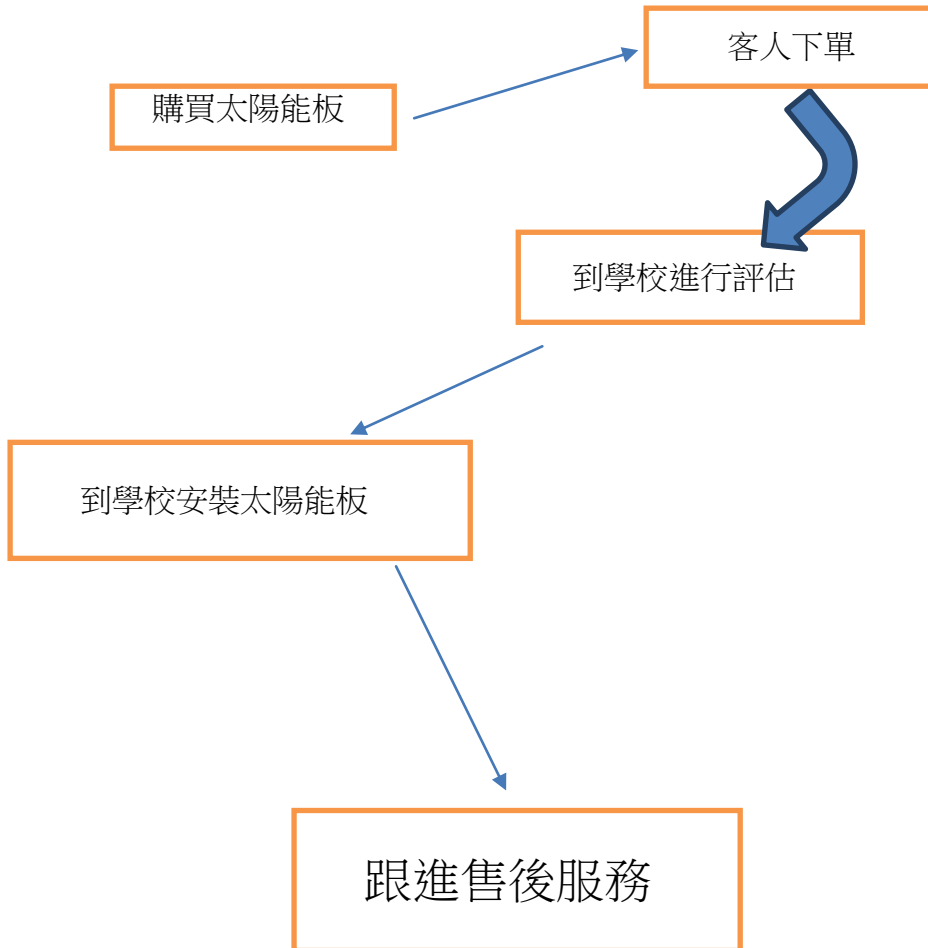 客人下單
購買太陽能板
到學校進行評估
到學校安裝太陽能板
跟進售後服務